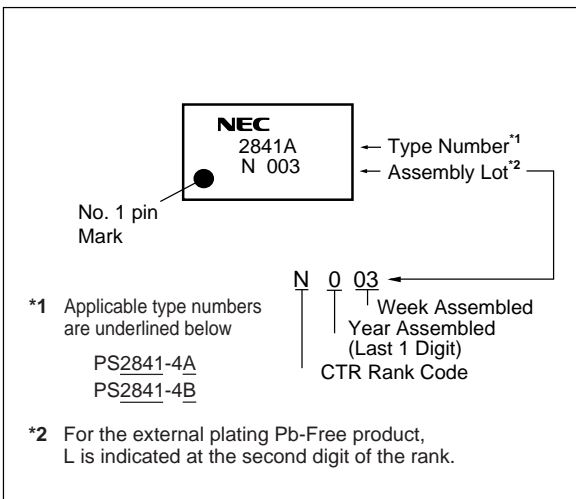 NEC
2841A
N 003
Type Number*1
Assembly Lot*2
No. 1 pin
Mark
N 0 03
Week Assembled
Year Assembled
(Last 1 Digit)
CTR Rank Code
*1 Applicable type numbers
are underlined below
PS2841-4A
PS2841-4B
*2 For the external plating Pb-Free product,
L is indicated at the second digit of the rank.